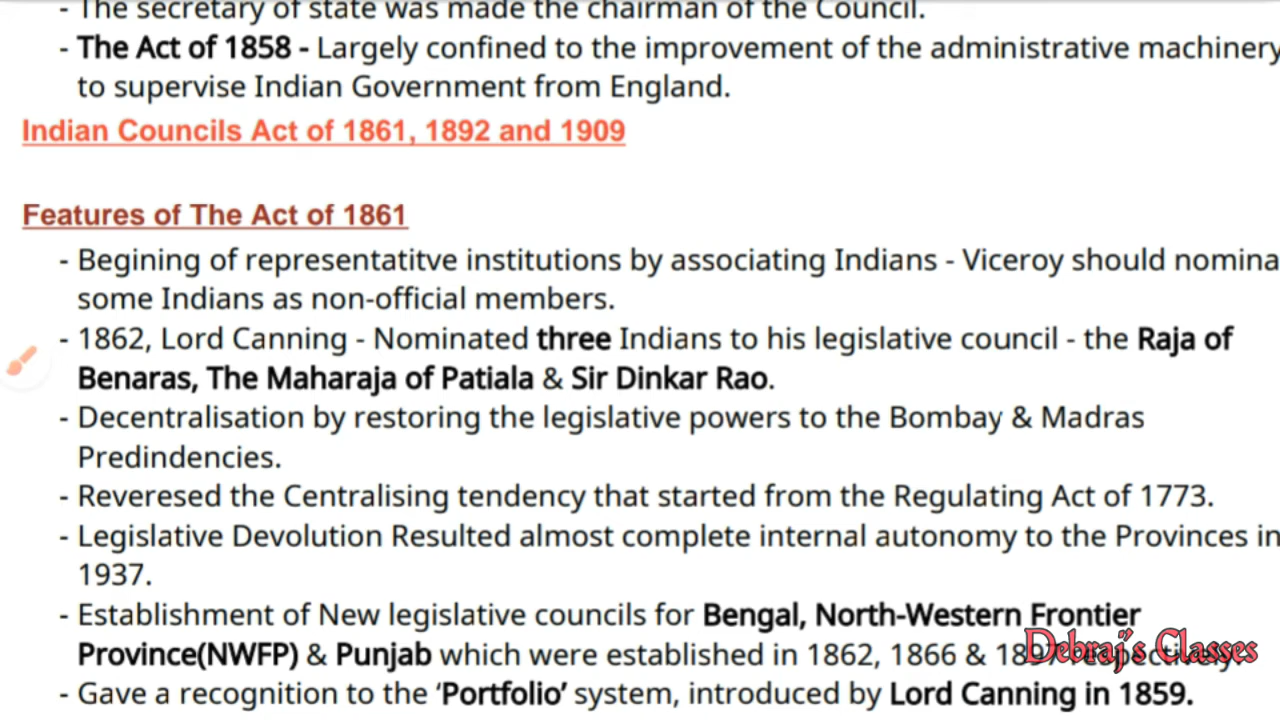 - The secretary of state was made the chairman of the Council.
- The Act of 1858 - Largely confined to the improvement of the administrative machinery
to supervise Indian Government from England.
Indian Councils Act of 1861, 1892 and 1909
Features of The Act of 1861
- Begining of representatitve institutions by associating Indians - Viceroy should nomina
some Indians as non-official members.
- 1862, Lord Canning - Nominated three Indians to his legislative council - the Raja of
Benaras, The Maharaja of Patiala & Sir Dinkar Rao.
- Decentralisation by restoring the legislative powers to the Bombay & Madras
Predindencies.
- Reveresed the Centralising tendency that started from the Regulating Act of 1773.
- Legislative Devolution Resulted almost complete internal autonomy to the Provinces in
1937.
- Establishment of New legislative councils for Bengal, North-Western Frontier
Province(NWFP) & Punjab which were established in 1862, 1866 &
Debraj's Classes
- Gave a recognition to the ‘Portfolio’ system, introduced by Lord Canning in 1859.